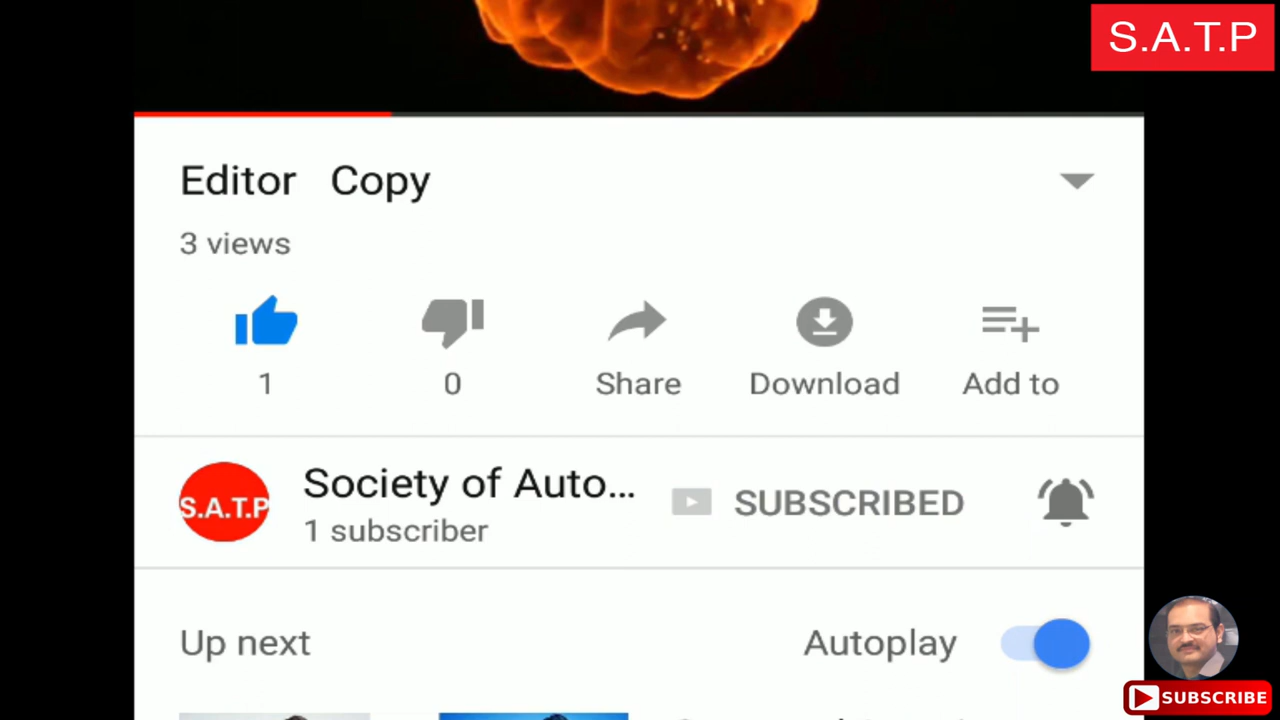 S.A.T.P
Editor Copy
3 views
1
0
Share
Download
Add to
S.A.T.P
Society of Auto...
1 subscriber
SUBSCRIBED
Up next
Autoplay
SUBSCRIBE